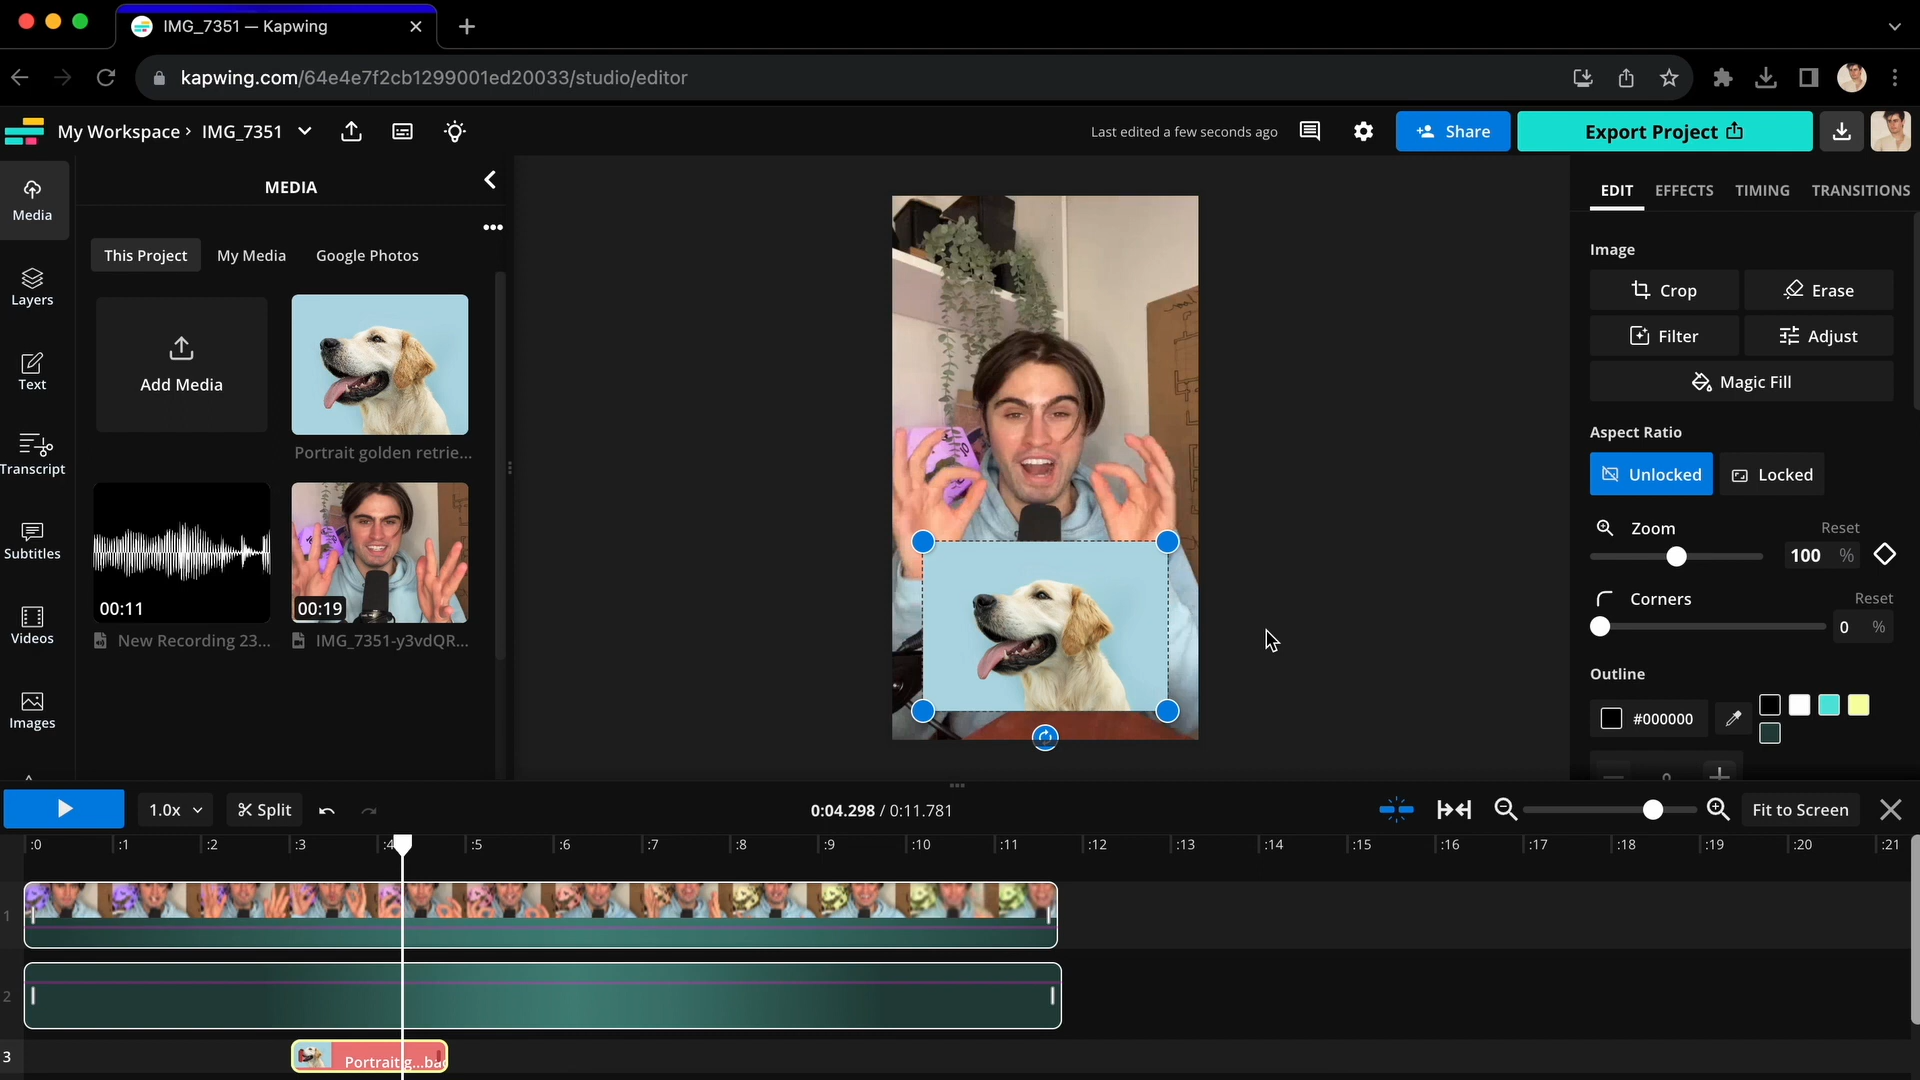 IMG_7351 — Kapwing
kapwing.com/64e4e7f2cb1299001ed20033/studio/editor
My Workspace › IMG_7351
Last edited a few seconds ago
Share
Export Project
Media
Layers
Text
Transcript
Subtitles
Videos
Images
MEDIA
This Project My Media Google Photos
Add Media
Portrait golden retrie...
00:11
New Recording 23...
00:19
IMG_7351-y3vdQR...
EDIT EFFECTS TIMING TRANSITIONS
Image
Crop Erase
Filter Adjust
Magic Fill
Aspect Ratio
Unlocked Locked
Zoom Reset
100 %
Corners Reset
0 %
Outline
#000000
1.0x Split
0:04.298 / 0:11.781
Fit to Screen
:0 :1 :2 :3 :4 :5 :6 :7 :8 :9 :10 :11 :12 :13 :14 :15 :16 :17 :18 :19 :20 :21
1
2
3
Portrait g...bac